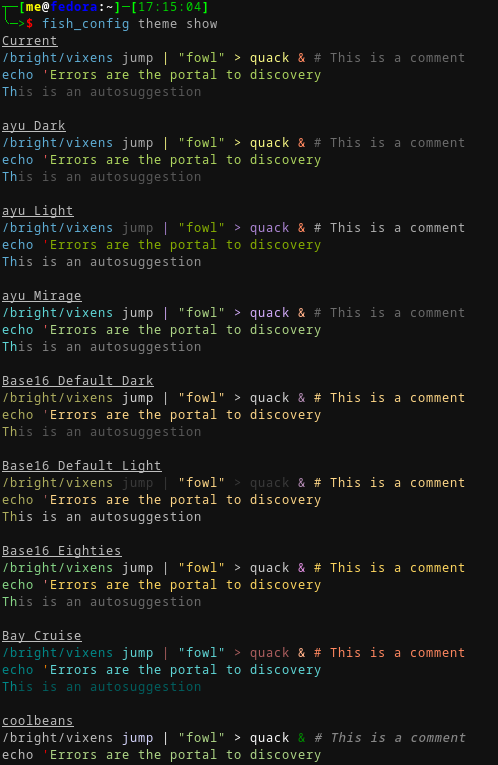 ┬─[me@fedora:~]─[17:15:04]
╰─>$ fish_config theme show
Current
/bright/vixens jump | "fowl" > quack & # This is a comment
echo 'Errors are the portal to discovery
This is an autosuggestion
ayu Dark
/bright/vixens jump | "fowl" > quack & # This is a comment
echo 'Errors are the portal to discovery
This is an autosuggestion
ayu Light
/bright/vixens jump | "fowl" > quack & # This is a comment
echo 'Errors are the portal to discovery
This is an autosuggestion
ayu Mirage
/bright/vixens jump | "fowl" > quack & # This is a comment
echo 'Errors are the portal to discovery
This is an autosuggestion
Base16 Default Dark
/bright/vixens jump | "fowl" > quack & # This is a comment
echo 'Errors are the portal to discovery
This is an autosuggestion
Base16 Default Light
/bright/vixens jump | "fowl" > quack & # This is a comment
echo 'Errors are the portal to discovery
This is an autosuggestion
Base16 Eighties
/bright/vixens jump | "fowl" > quack & # This is a comment
echo 'Errors are the portal to discovery
This is an autosuggestion
Bay Cruise
/bright/vixens jump | "fowl" > quack & # This is a comment
echo 'Errors are the portal to discovery
This is an autosuggestion
coolbeans
/bright/vixens jump | "fowl" > quack & # This is a comment
echo 'Errors are the portal to discovery